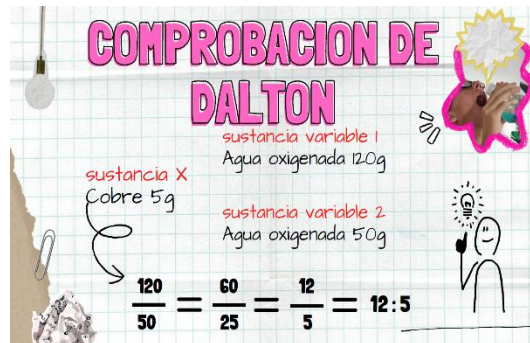 COMPROBACION DE
DALTON
sustancia variable 1
Agua oxigenada 120g
sustancia X
Cobre 5g
sustancia variable 2
Agua oxigenada 50g
120/50 = 60/25 = 12/5 = 12:5